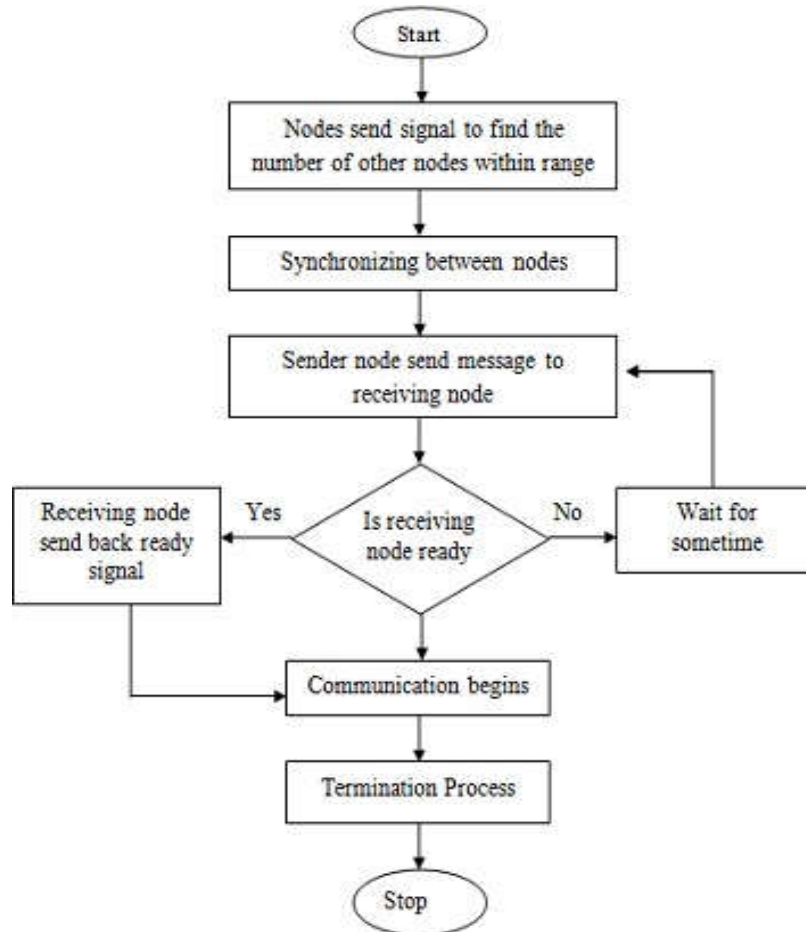 Start
Nodes send signal to find the
number of other nodes within range
Synchronizing between nodes
Sender node send message to
receiving node
Yes
Is receiving
node ready
No
Receiving node
send back ready
signal
Wait for
sometime
Communication begins
Termination Process
Stop